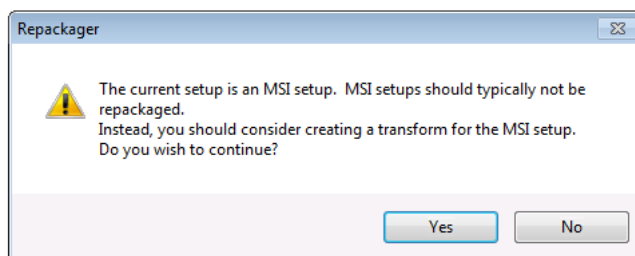 Repackager
The current setup is an MSI setup.  MSI setups should typically not be
repackaged.
Instead, you should consider creating a transform for the MSI setup.
Do you wish to continue?
Yes
No